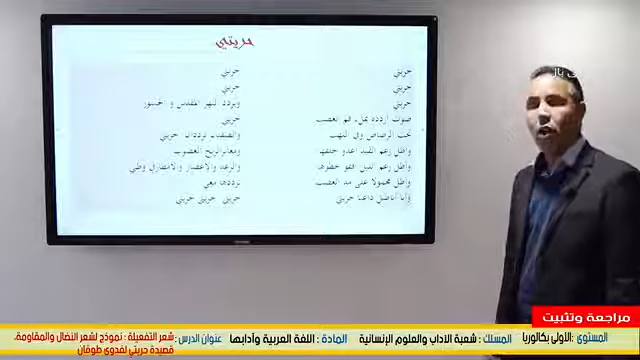 حريتي
حريتي
حريتي
حريتي
صوت أردده بملء فم الغضب
تحت الرصاص وفي اللهب
وأظل رغم القيد أعدو خلفها
وأظل رغم الليل أقفو خطوها
وأظل محمولا على مد الغضب
وأنا أناضل داعيا حريتي
حريتي
حريتي
ويردد النهر المقدس والجسور
حريتي
والضفتان ترددان حريتي
ومعابر الريح الغضوب
والرعد والإعصار والأمطار في وطني
ترددها معي
حريتي حريتي حريتي
مراجعة وتثبيت
المستوى : الأولى بكالوريا
المسلك : شعبة الآداب والعلوم الإنسانية
المادة : اللغة العربية وآدابها
عنوان الدرس : شعر التفعيلة : نموذج لشعر النضال والمقاومة،
قصيدة حريتي لفدوى طوقان